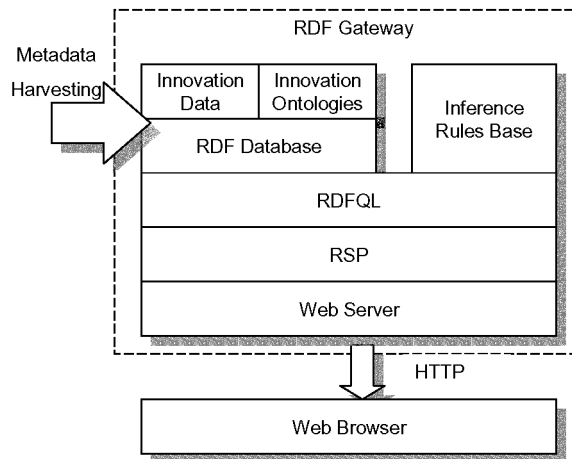 RDF Gateway
Metadata
Harvesting
Innovation
Data
Innovation
Ontologies
Inference
Rules Base
RDF Database
RDFQL
RSP
Web Server
HTTP
Web Browser